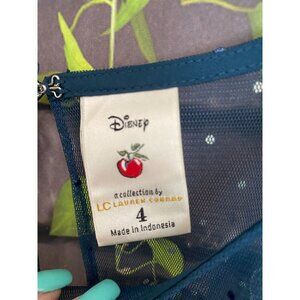 Disney
a collection by
LC LAUREN CONRAD
4
Made in Indonesia